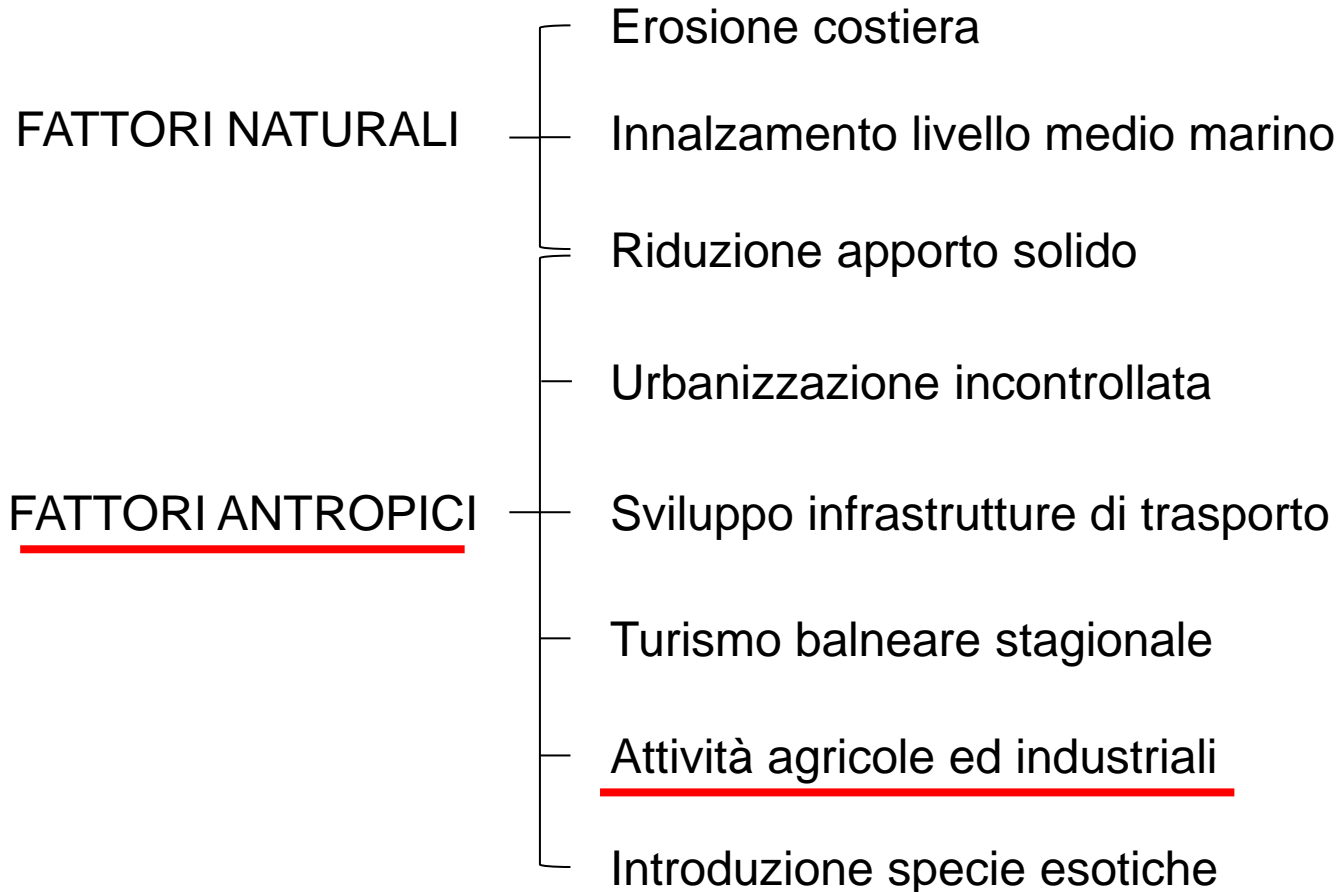 Erosione costiera
FATTORI NATURALI
Innalzamento livello medio marino
Riduzione apporto solido
Urbanizzazione incontrollata
FATTORI ANTROPICI
Sviluppo infrastrutture di trasporto
Turismo balneare stagionale
Attività agricole ed industriali
Introduzione specie esotiche